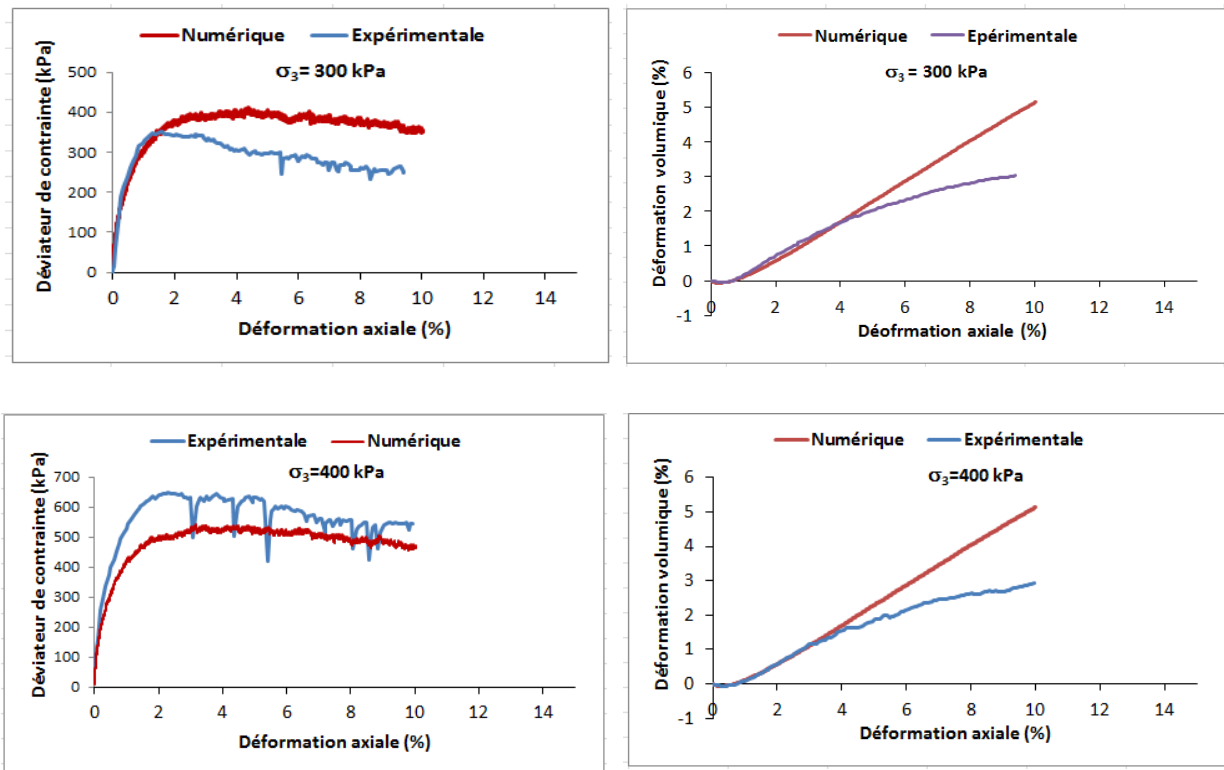 Numérique Expérimentale
σ3= 300 kPa
Déviateur de contrainte (kPa)
500
400
300
200
100
0
0 2 4 6 8 10 12 14
Déformation axiale (%)
Numérique Epérimentale
σ3 = 300 kPa
Déformation volumique (%)
6
5
4
3
2
1
0
-1
0 2 4 6 8 10 12 14
Déofrmation axiale (%)
Expérimentale Numérique
σ3=400 kPa
Déviateur de contrainte (kPa)
700
600
500
400
300
200
100
0
0 2 4 6 8 10 12 14
Déformation axiale (%)
Numérique Expérimentale
σ3=400 kPa
Déformation volumique (%)
6
5
4
3
2
1
0
-1
0 2 4 6 8 10 12 14
Déformation axiale (%)